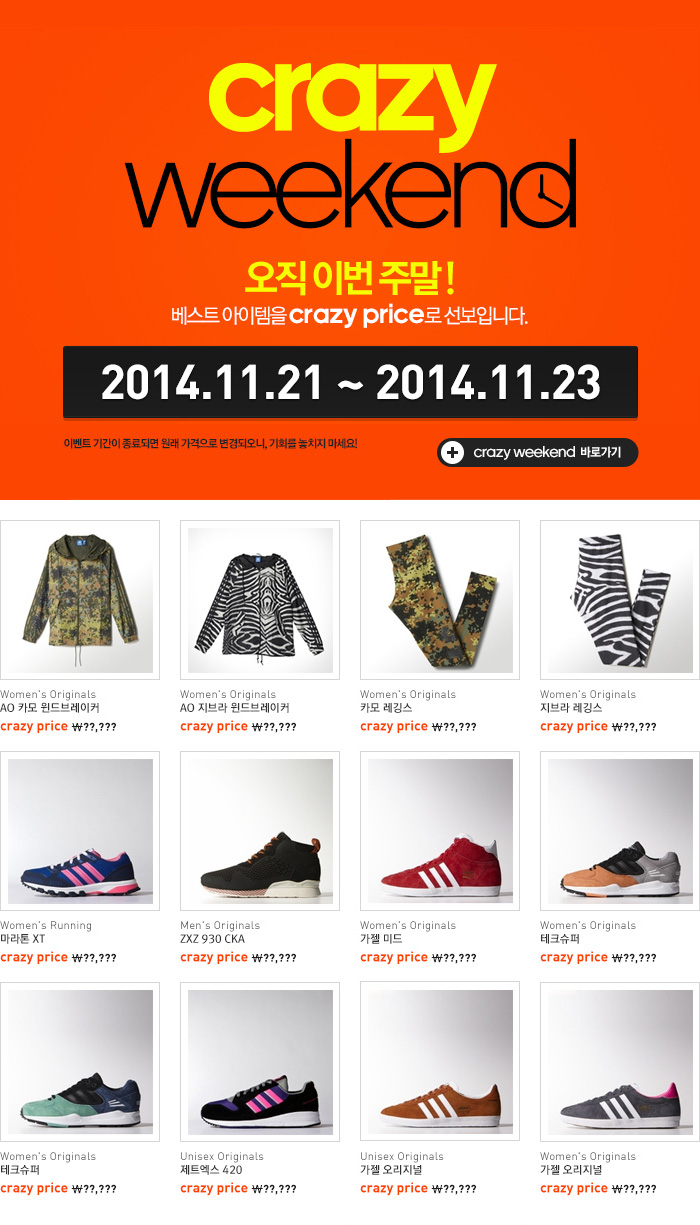 crazy
weekend
오직 이번 주말!
베스트 아이템을 crazy price로 선보입니다.
2014.11.21 ~ 2014.11.23
이벤트 기간이 종료되면 원래 가격으로 변경되오니, 기회를 놓치지 마세요!
crazy weekend 바로가기
Women's Originals
AO 카모 윈드브레이커
crazy price ₩??,???
Women's Originals
AO 지브라 윈드브레이커
crazy price ₩??,???
Women's Originals
카모 레깅스
crazy price ₩??,???
Women's Originals
지브라 레깅스
crazy price ₩??,???
Women's Running
마라톤 XT
crazy price ₩??,???
Men's Originals
ZXZ 930 CKA
crazy price ₩??,???
Women's Originals
가젤 미드
crazy price ₩??,???
Women's Originals
테크슈퍼
crazy price ₩??,???
Women's Originals
테크슈퍼
crazy price ₩??,???
Unisex Originals
제트엑스 420
crazy price ₩??,???
Unisex Originals
가젤 오리지널
crazy price ₩??,???
Women's Originals
가젤 오리지널
crazy price ₩??,???